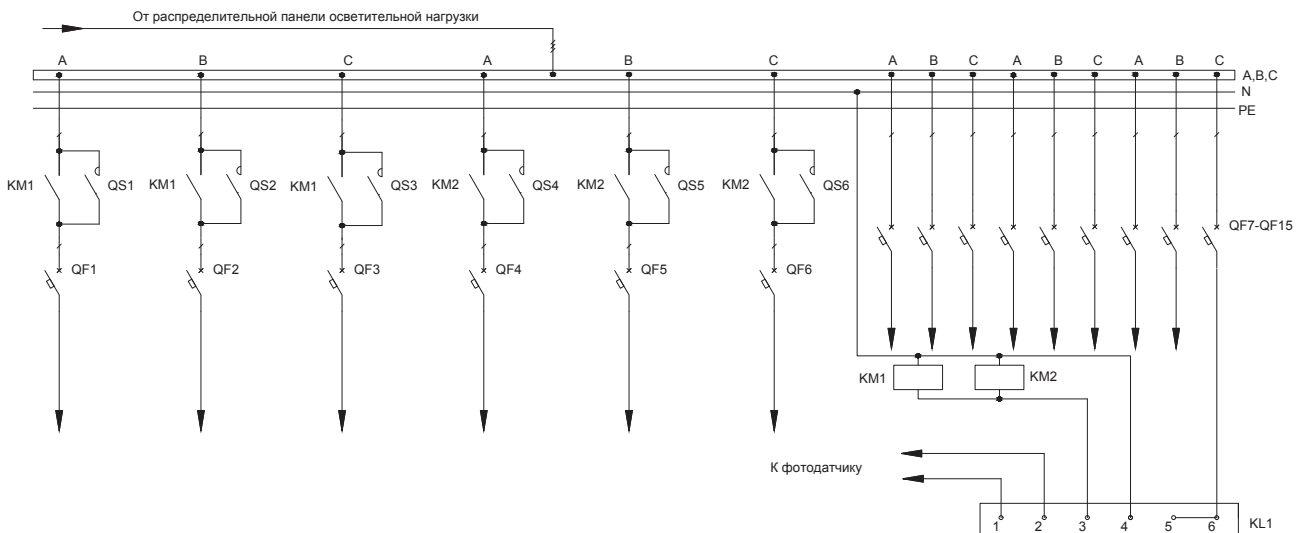 От распределительной панели осветительной нагрузки
A B C A B C A B C A B C A B C
A,B,C
N
PE
KM1 QS1 KM1 QS2 KM1 QS3 KM2 QS4 KM2 QS5 KM2 QS6
QF7-QF15
QF1 QF2 QF3 QF4 QF5 QF6
KM1 KM2
К фотодатчику
1 2 3 4 5 6 KL1